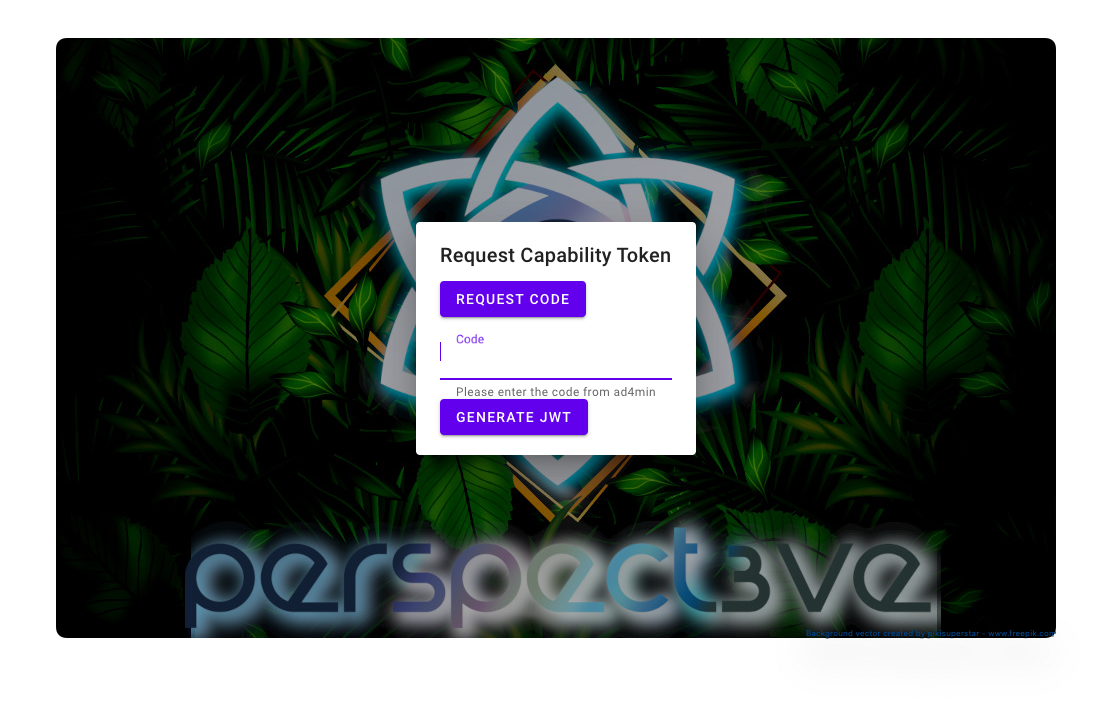 Request Capability Token
REQUEST CODE
Code
Please enter the code from ad4min
GENERATE JWT
perspect3ve
Background vector created by pikisuperstar - www.freepik.com